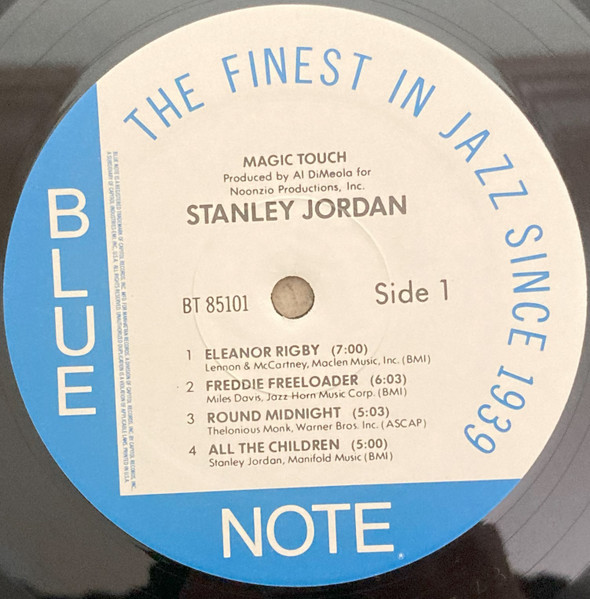 THE FINEST IN JAZZ SINCE 1939
MAGIC TOUCH
Produced by Al DiMeola for
Noonzio Productions, Inc.
STANLEY JORDAN
BLUE
BT 85101
Side 1
1 ELEANOR RIGBY (7:00)
Lennon & McCartney, Maclen Music, Inc. (BMI)
2 FREDDIE FREELOADER (6:03)
Miles Davis, Jazz Horn Music Corp. (BMI)
3 ROUND MIDNIGHT (5:03)
Thelonious Monk, Warner Bros. Inc. (ASCAP)
4 ALL THE CHILDREN (5:00)
Stanley Jordan, Manifold Music (BMI)
NOTE